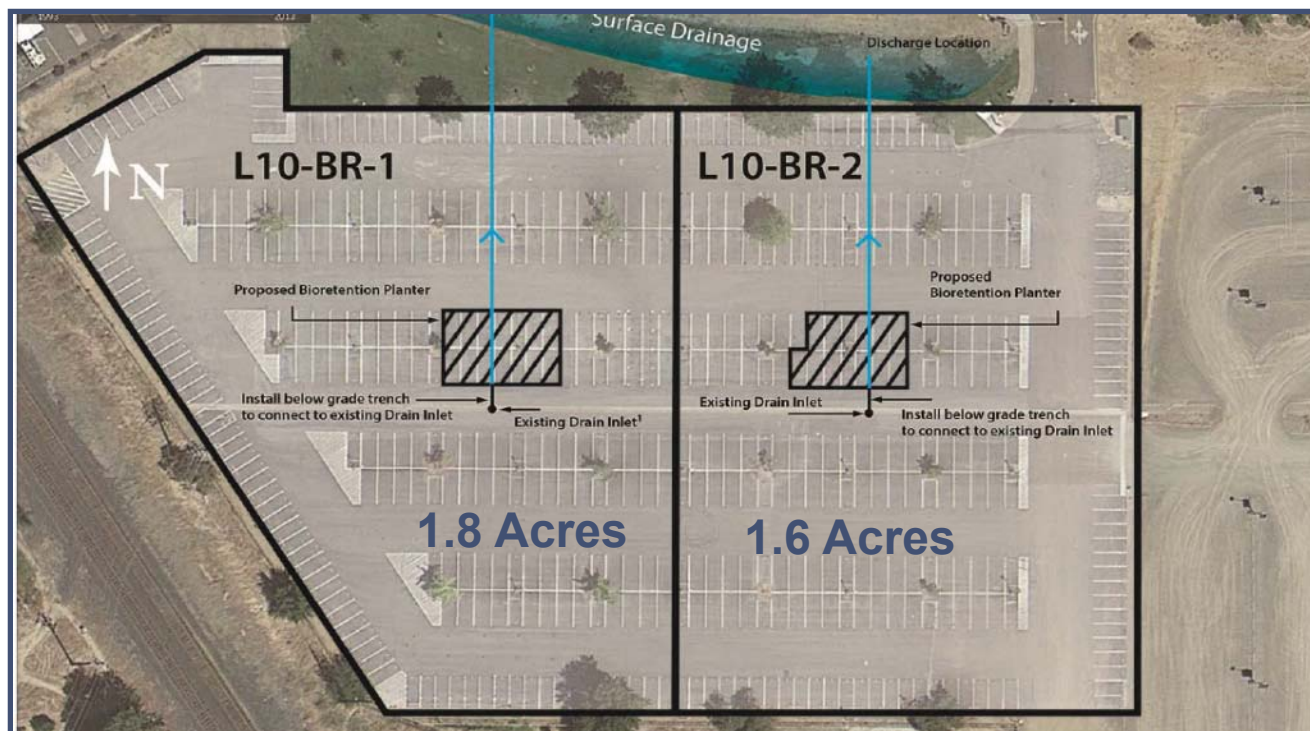 1993 2013
Surface Drainage
Discharge Location
N
L10-BR-1
L10-BR-2
Proposed Bioretention Planter
Proposed
Bioretention Planter
Install below grade trench
to connect to existing Drain Inlet
Existing Drain Inlet¹
Existing Drain Inlet
Install below grade trench
to connect to existing Drain Inlet
1.8 Acres
1.6 Acres